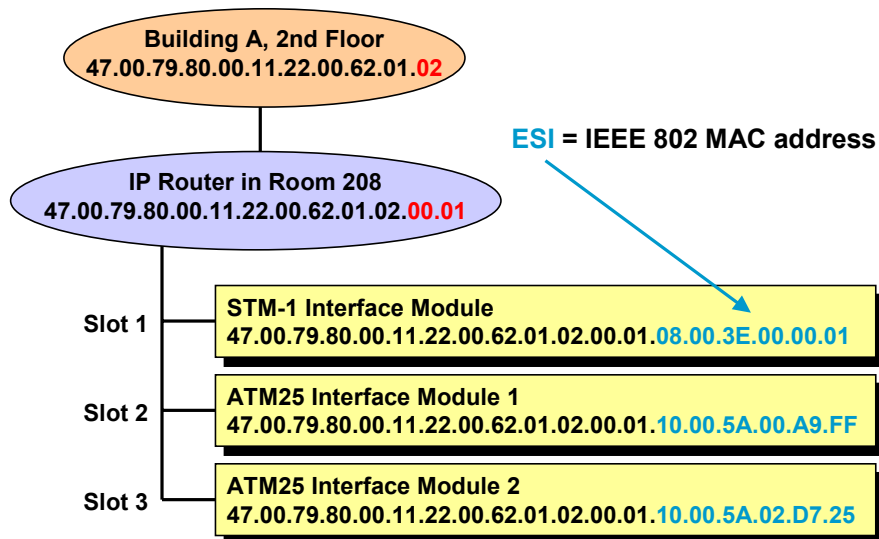 Building A, 2nd Floor
47.00.79.80.00.11.22.00.62.01.02
ESI = IEEE 802 MAC address
IP Router in Room 208
47.00.79.80.00.11.22.00.62.01.02.00.01
Slot 1
STM-1 Interface Module
47.00.79.80.00.11.22.00.62.01.02.00.01.08.00.3E.00.00.01
Slot 2
ATM25 Interface Module 1
47.00.79.80.00.11.22.00.62.01.02.00.01.10.00.5A.00.A9.FF
Slot 3
ATM25 Interface Module 2
47.00.79.80.00.11.22.00.62.01.02.00.01.10.00.5A.02.D7.25